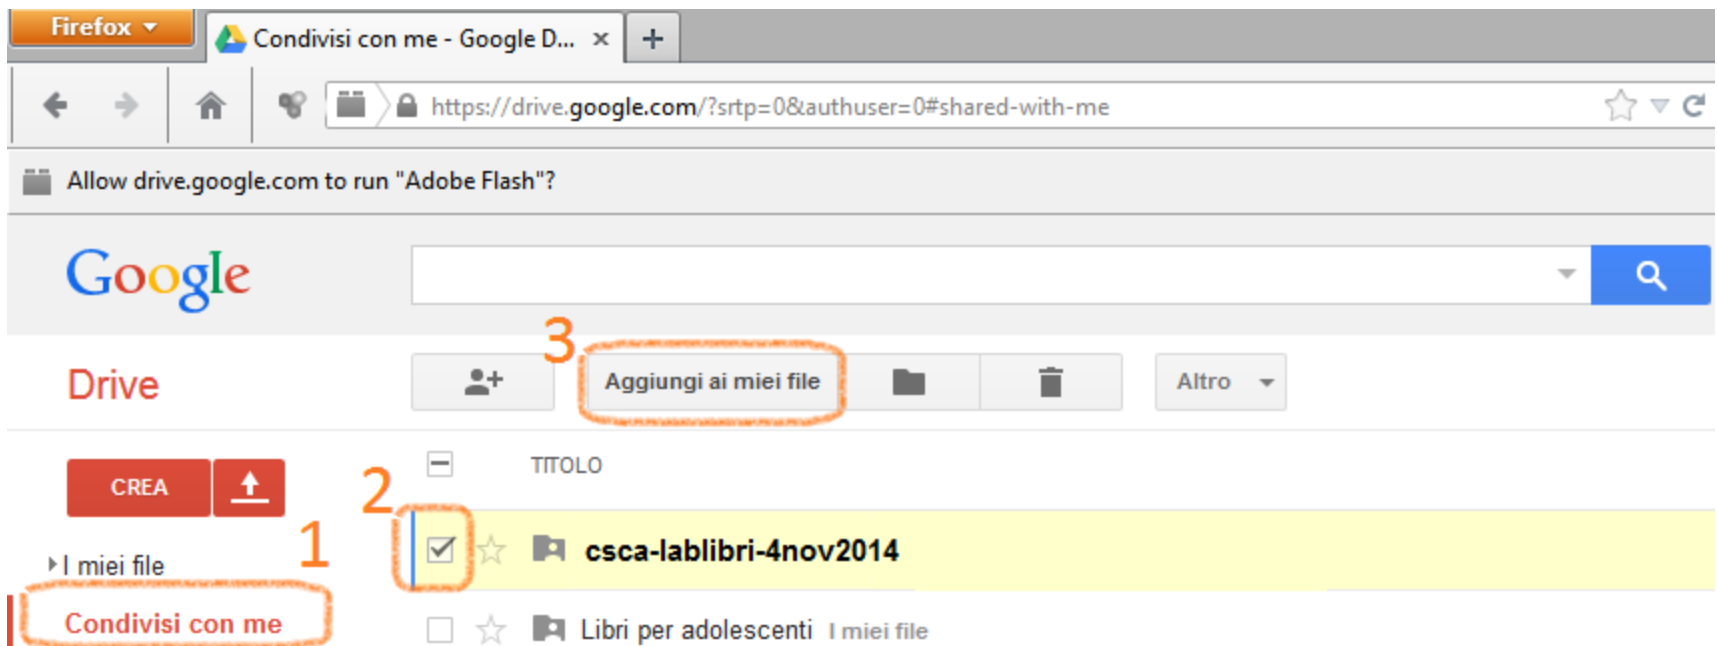 Firefox
Condivisi con me - Google D...
https://drive.google.com/?srtp=0&authuser=0#shared-with-me
Allow drive.google.com to run "Adobe Flash"?
Google
3
Drive
Aggiungi ai miei file
Altro
TITOLO
CREA
2
1
csca-lablibri-4nov2014
I miei file
Condivisi con me
Libri per adolescenti I miei file